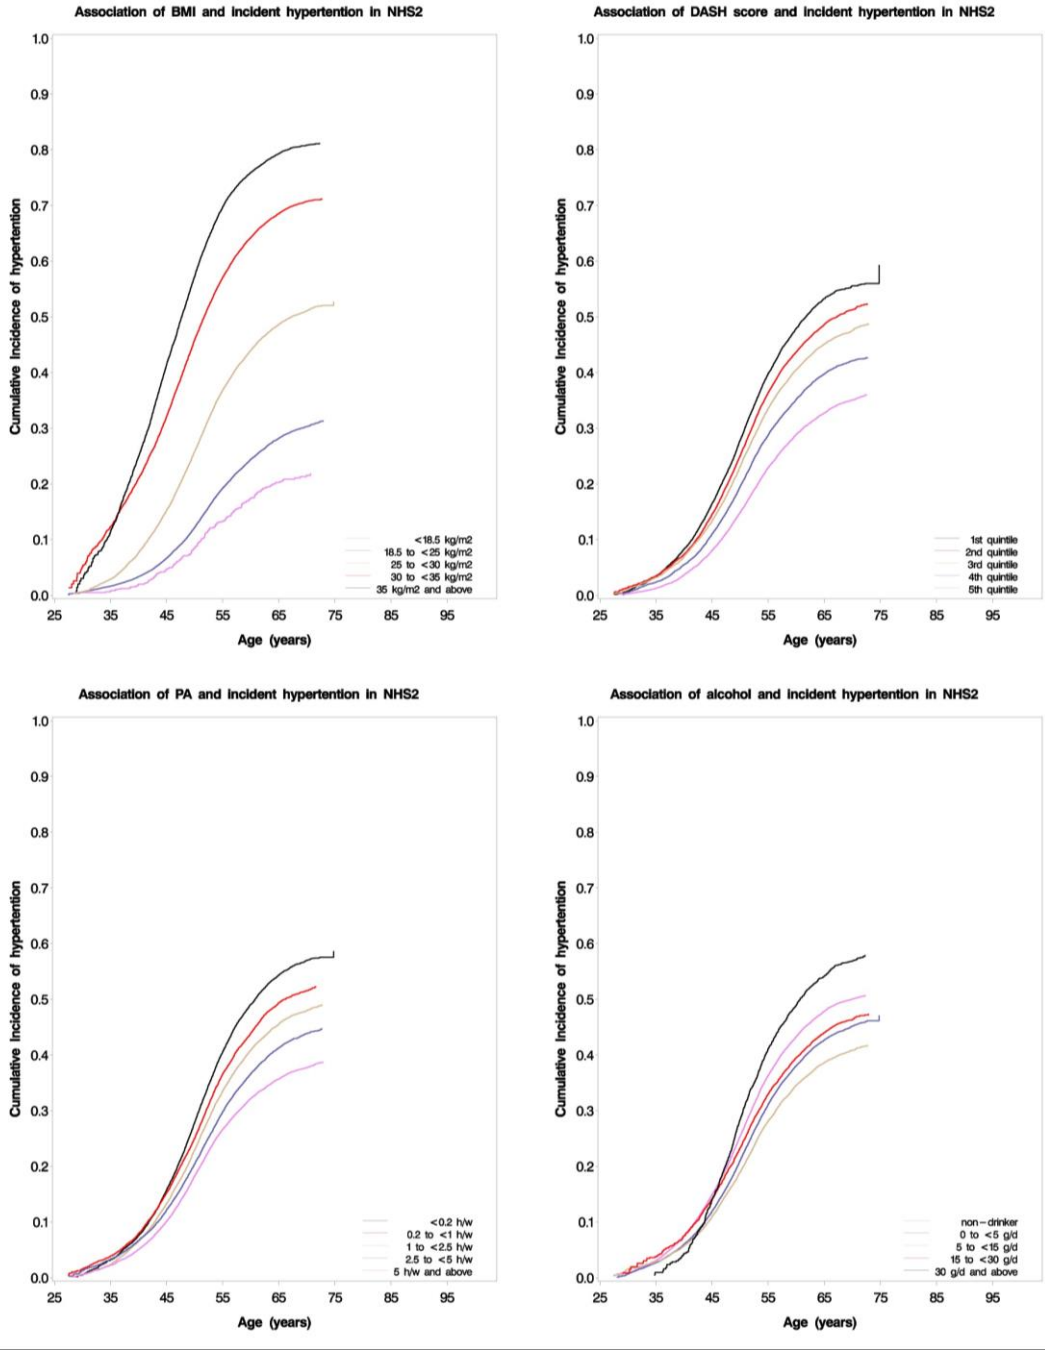 Association of BMI and incident hypertention in NHS2
1.0
0.9
0.8
0.7
0.6
0.5
0.4
0.3
0.2
0.1
0.0
Cumulative Incidence of hypertention
<18.5 kg/m2
18.5 to <25 kg/m2
25 to <30 kg/m2
30 to <35 kg/m2
35 kg/m2 and above
25 35 45 55 65 75 85 95
Age (years)
Association of DASH score and incident hypertention in NHS2
1.0
0.9
0.8
0.7
0.6
0.5
0.4
0.3
0.2
0.1
0.0
Cumulative Incidence of hypertention
1st quintile
2nd quintile
3rd quintile
4th quintile
5th quintile
25 35 45 55 65 75 85 95
Age (years)
Association of PA and incident hypertention in NHS2
1.0
0.9
0.8
0.7
0.6
0.5
0.4
0.3
0.2
0.1
0.0
Cumulative Incidence of hypertention
<0.2 h/w
0.2 to <1 h/w
1 to <2.5 h/w
2.5 to <5 h/w
5 h/w and above
25 35 45 55 65 75 85 95
Age (years)
Association of alcohol and incident hypertention in NHS2
1.0
0.9
0.8
0.7
0.6
0.5
0.4
0.3
0.2
0.1
0.0
Cumulative Incidence of hypertention
non-drinker
0 to <5 g/d
5 to <15 g/d
15 to <30 g/d
30 g/d and above
25 35 45 55 65 75 85 95
Age (years)